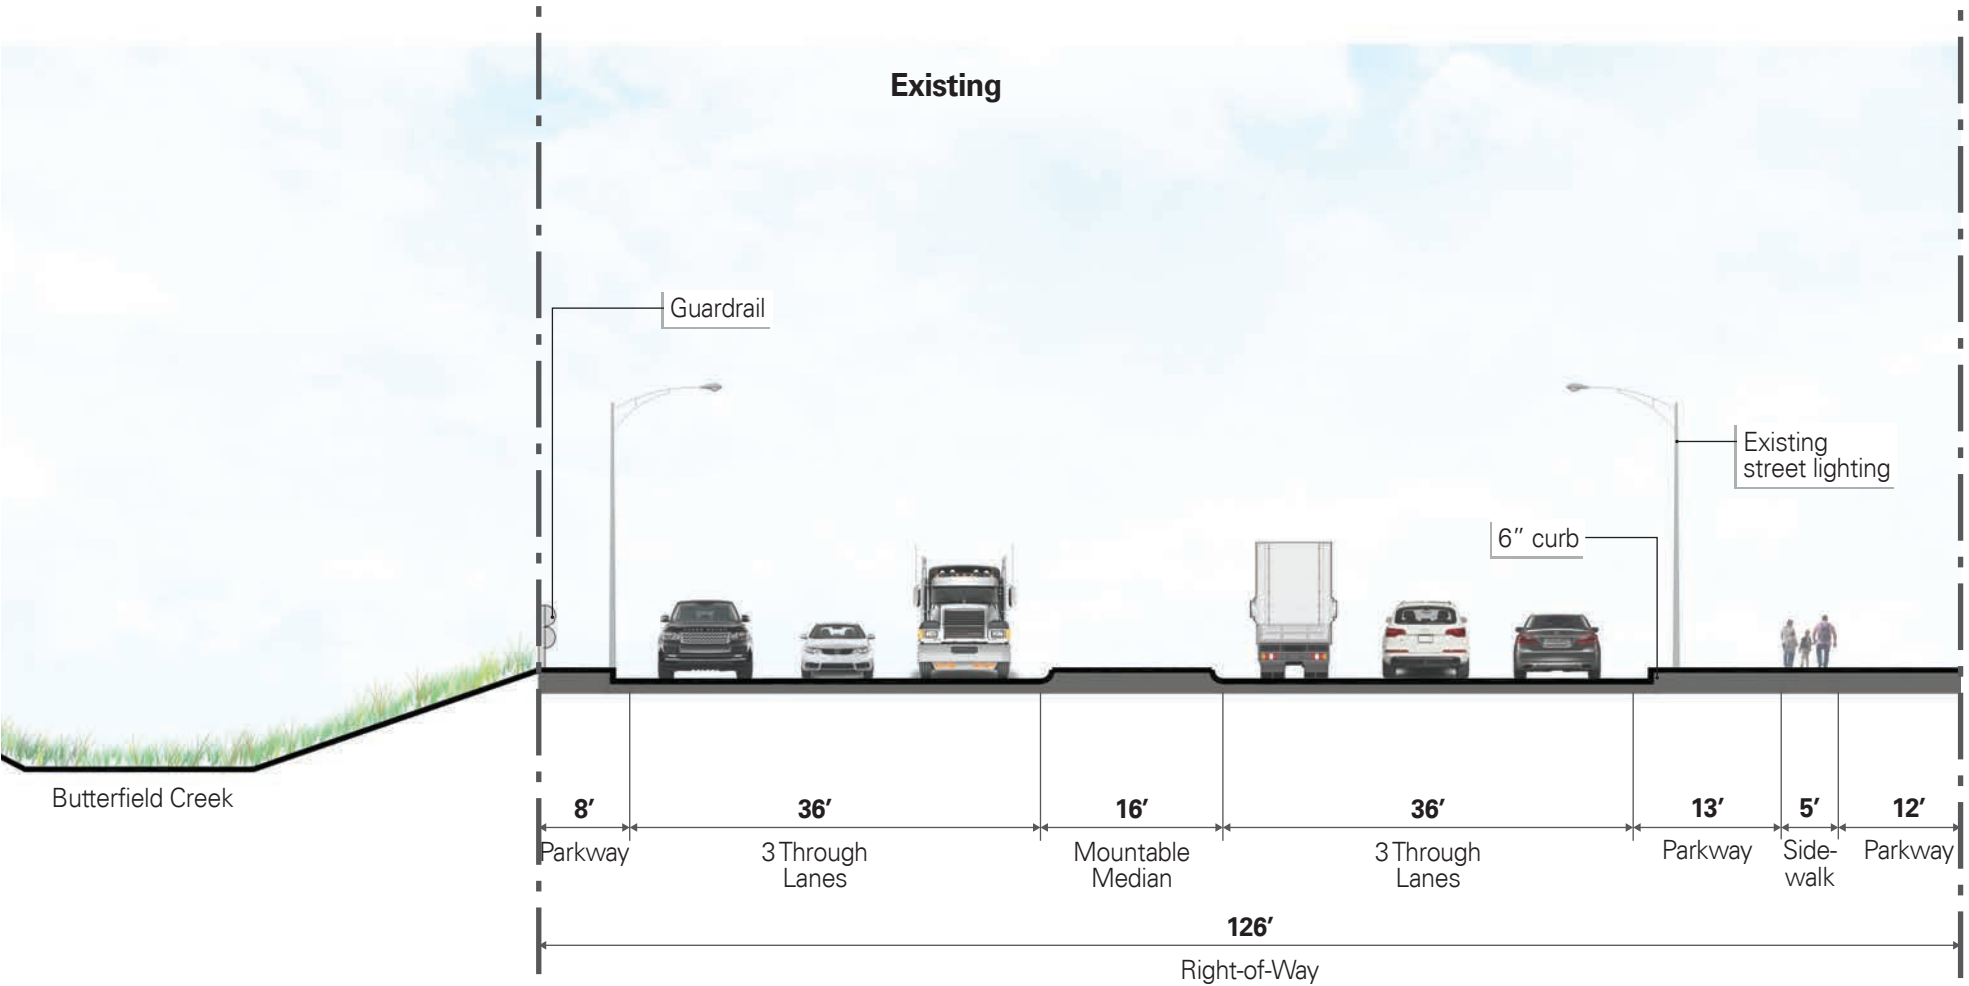 Existing
Guardrail
Existing
street lighting
6” curb
Butterfield Creek
8’ 36’ 16’ 36’ 13’ 5’ 12’
Parkway 3 Through Mountable 3 Through Parkway Side- Parkway
Lanes Median Lanes walk
126’
Right-of-Way